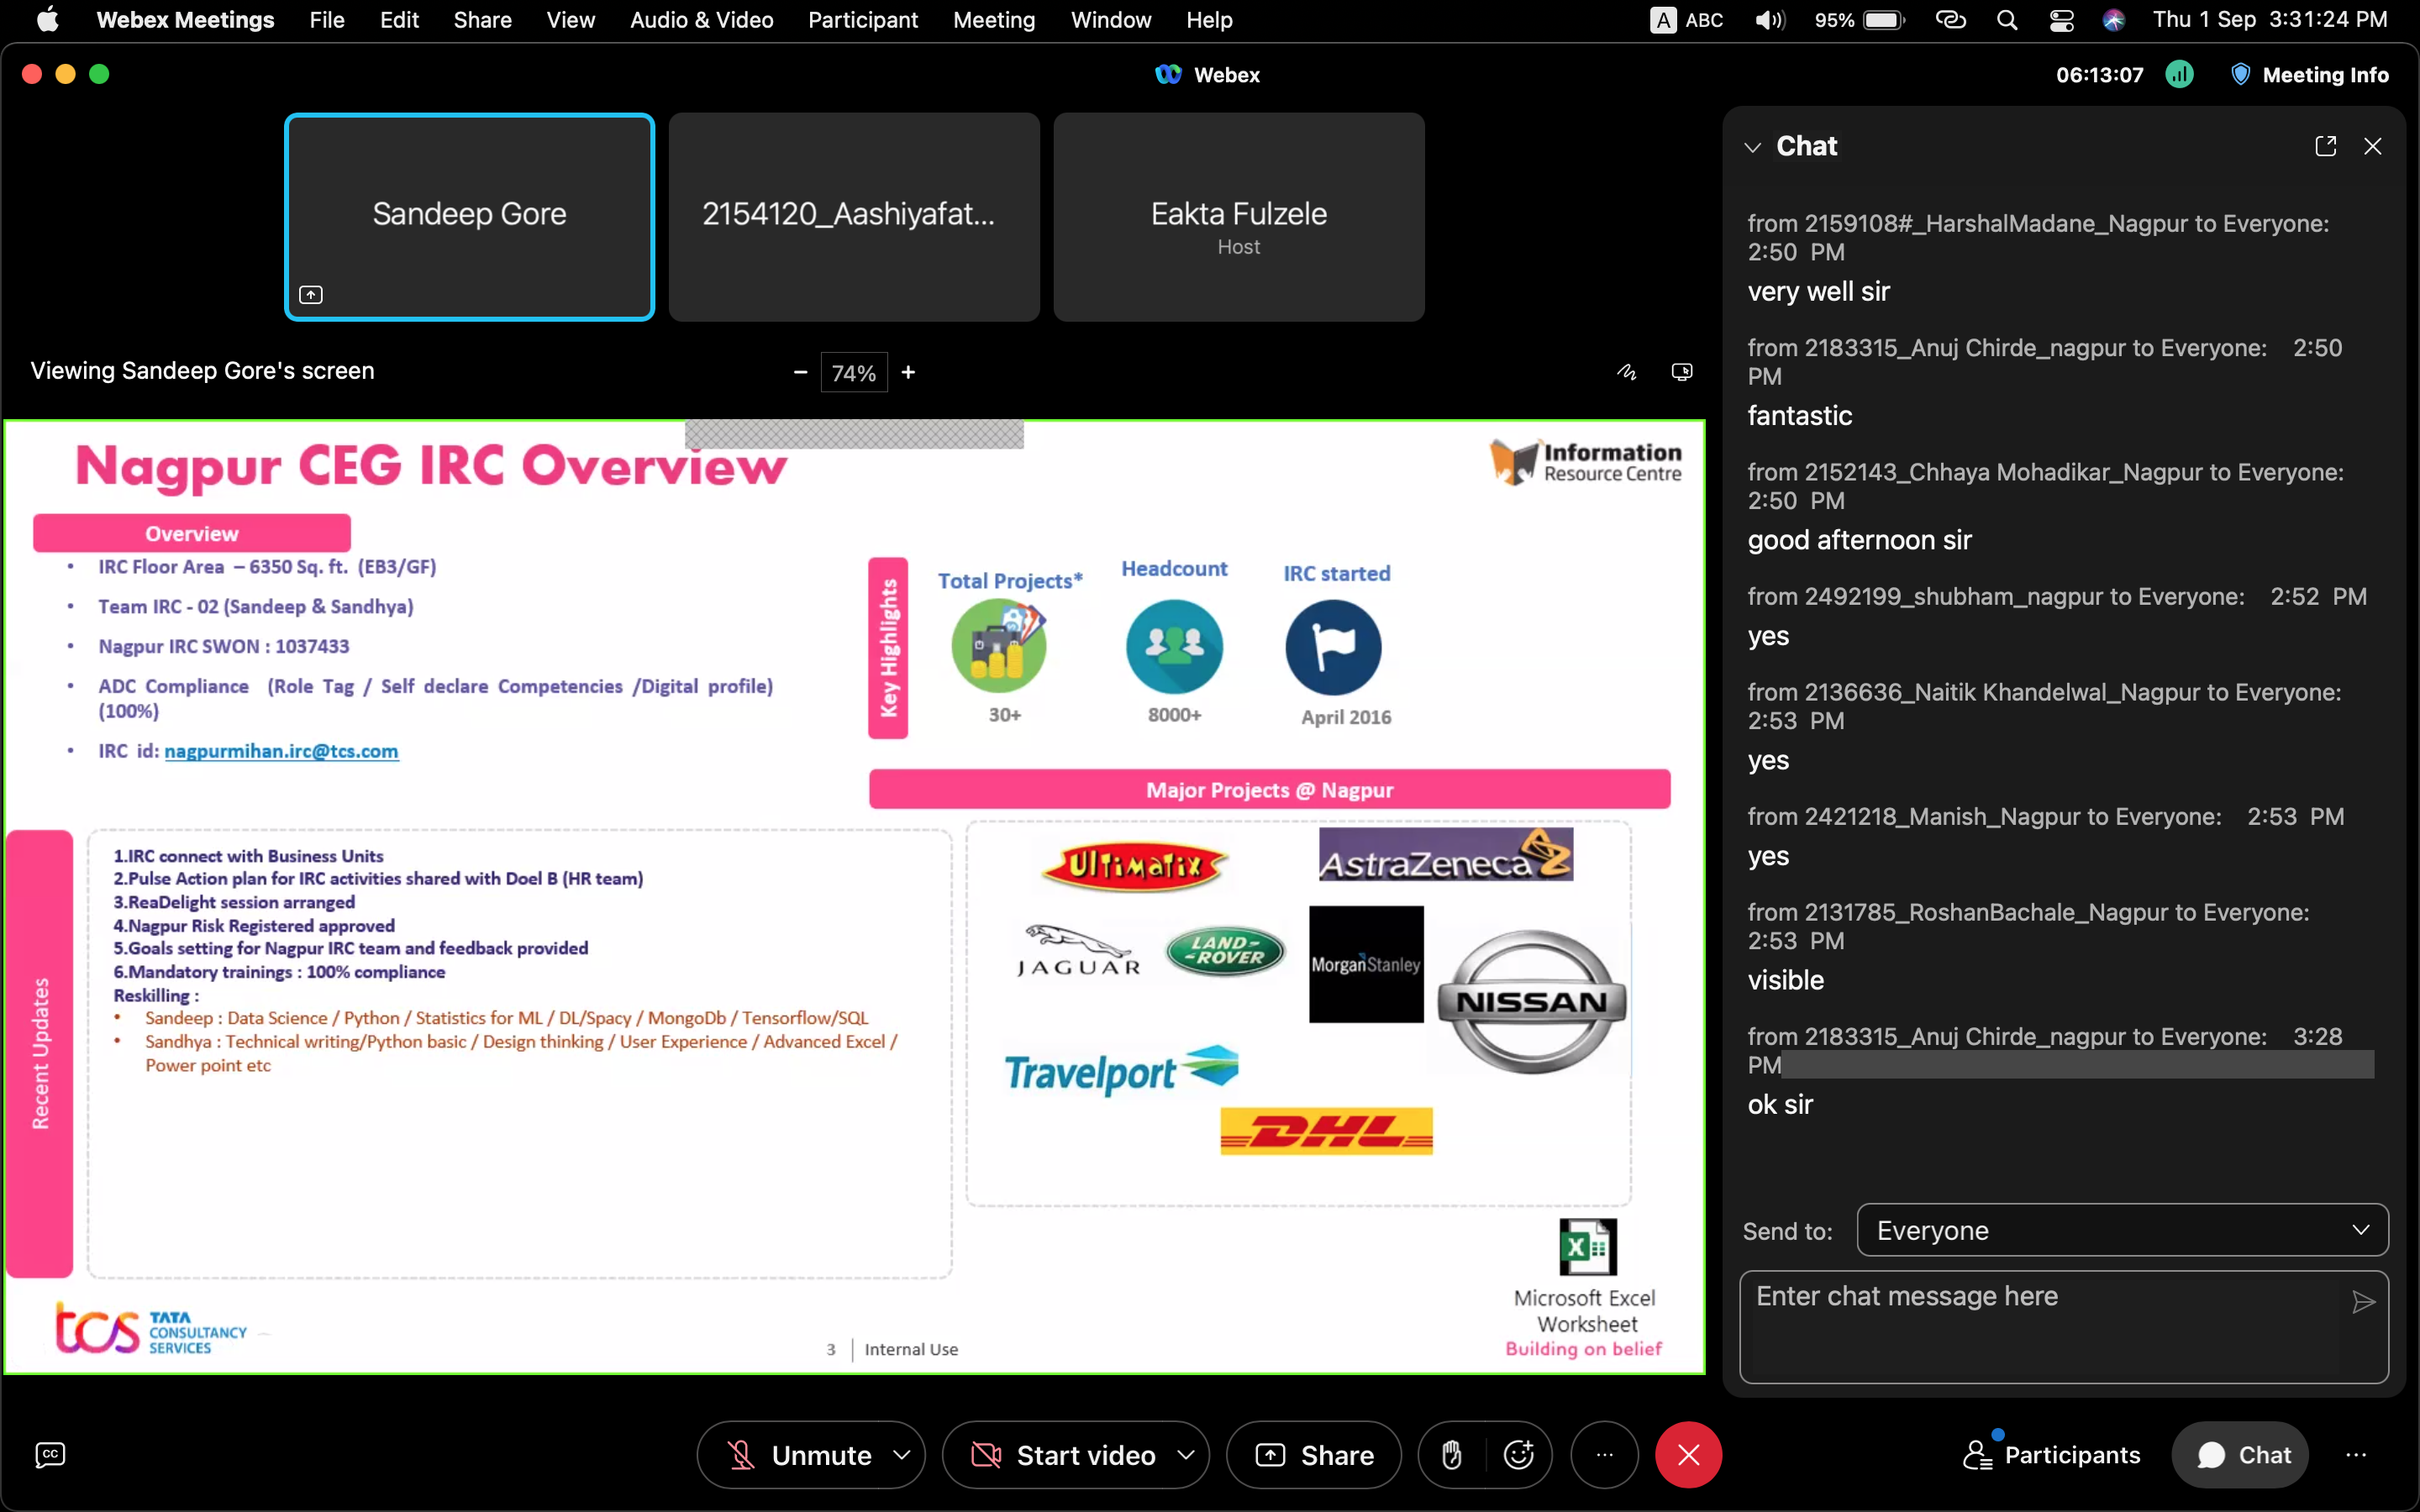 Webex Meetings File Edit Share View Audio & Video Participant Meeting Window Help A ABC 95% Thu 1 Sep 3:31:24 PM
Webex
06:13:07 Meeting Info
Sandeep Gore
2154120_Aashiyafat...
Eakta Fulzele
Host
Viewing Sandeep Gore's screen
74%
Nagpur CEG IRC Overview
Information
Resource Centre
Overview
• IRC Floor Area – 6350 Sq. ft. (EB3/GF)
• Team IRC - 02 (Sandeep & Sandhya)
• Nagpur IRC SWON : 1037433
• ADC Compliance (Role Tag / Self declare Competencies /Digital profile)
(100%)
• IRC id: nagpurmihan.irc@tcs.com
Key Highlights
Total Projects*
30+
Headcount
8000+
IRC started
April 2016
Major Projects @ Nagpur
Recent Updates
1.IRC connect with Business Units
2.Pulse Action plan for IRC activities shared with Doel B (HR team)
3.ReaDelight session arranged
4.Nagpur Risk Registered approved
5.Goals setting for Nagpur IRC team and feedback provided
6.Mandatory trainings : 100% compliance
Reskilling :
• Sandeep : Data Science / Python / Statistics for ML / DL/Spacy / MongoDb / Tensorflow/SQL
• Sandhya : Technical writing/Python basic / Design thinking / User Experience / Advanced Excel /
Power point etc
Ultimatix
AstraZeneca
JAGUAR
LAND-
-ROVER
MorganStanley
NISSAN
Travelport
DHL
Microsoft Excel
Worksheet
Building on belief
tcs TATA
CONSULTANCY
SERVICES
3 Internal Use
Chat
from 2159108#_HarshalMadane_Nagpur to Everyone:
2:50 PM
very well sir
from 2183315_Anuj Chirde_nagpur to Everyone: 2:50
PM
fantastic
from 2152143_Chhaya Mohadikar_Nagpur to Everyone:
2:50 PM
good afternoon sir
from 2492199_shubham_nagpur to Everyone: 2:52 PM
yes
from 2136636_Naitik Khandelwal_Nagpur to Everyone:
2:53 PM
yes
from 2421218_Manish_Nagpur to Everyone: 2:53 PM
yes
from 2131785_RoshanBachale_Nagpur to Everyone:
2:53 PM
visible
from 2183315_Anuj Chirde_nagpur to Everyone: 3:28
PM
ok sir
Send to: Everyone
Enter chat message here
CC
Unmute
Start video
Share
Participants
Chat